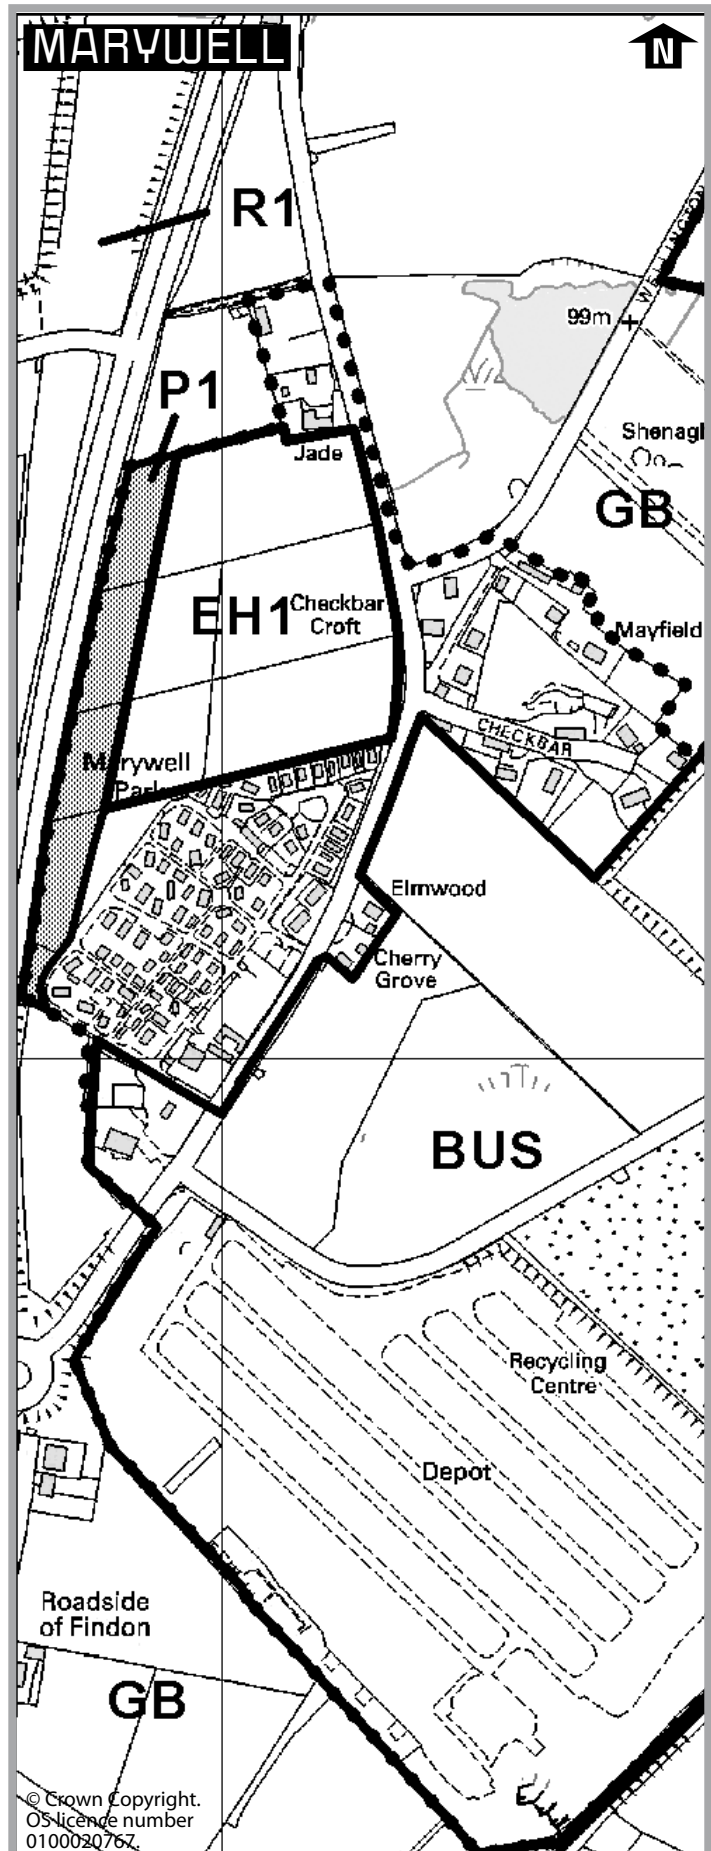 MARYWELL
N
R1
WELLINGTON
99m
P1
Shenagl
Jade
GB
EH1
Checkbar
Croft
Mayfield
CHECKBAR
Marywell
Park
Elmwood
Cherry
Grove
BUS
Recycling
Centre
Depot
Roadside
of Findon
GB
© Crown Copyright.
OS licence number
0100020767.